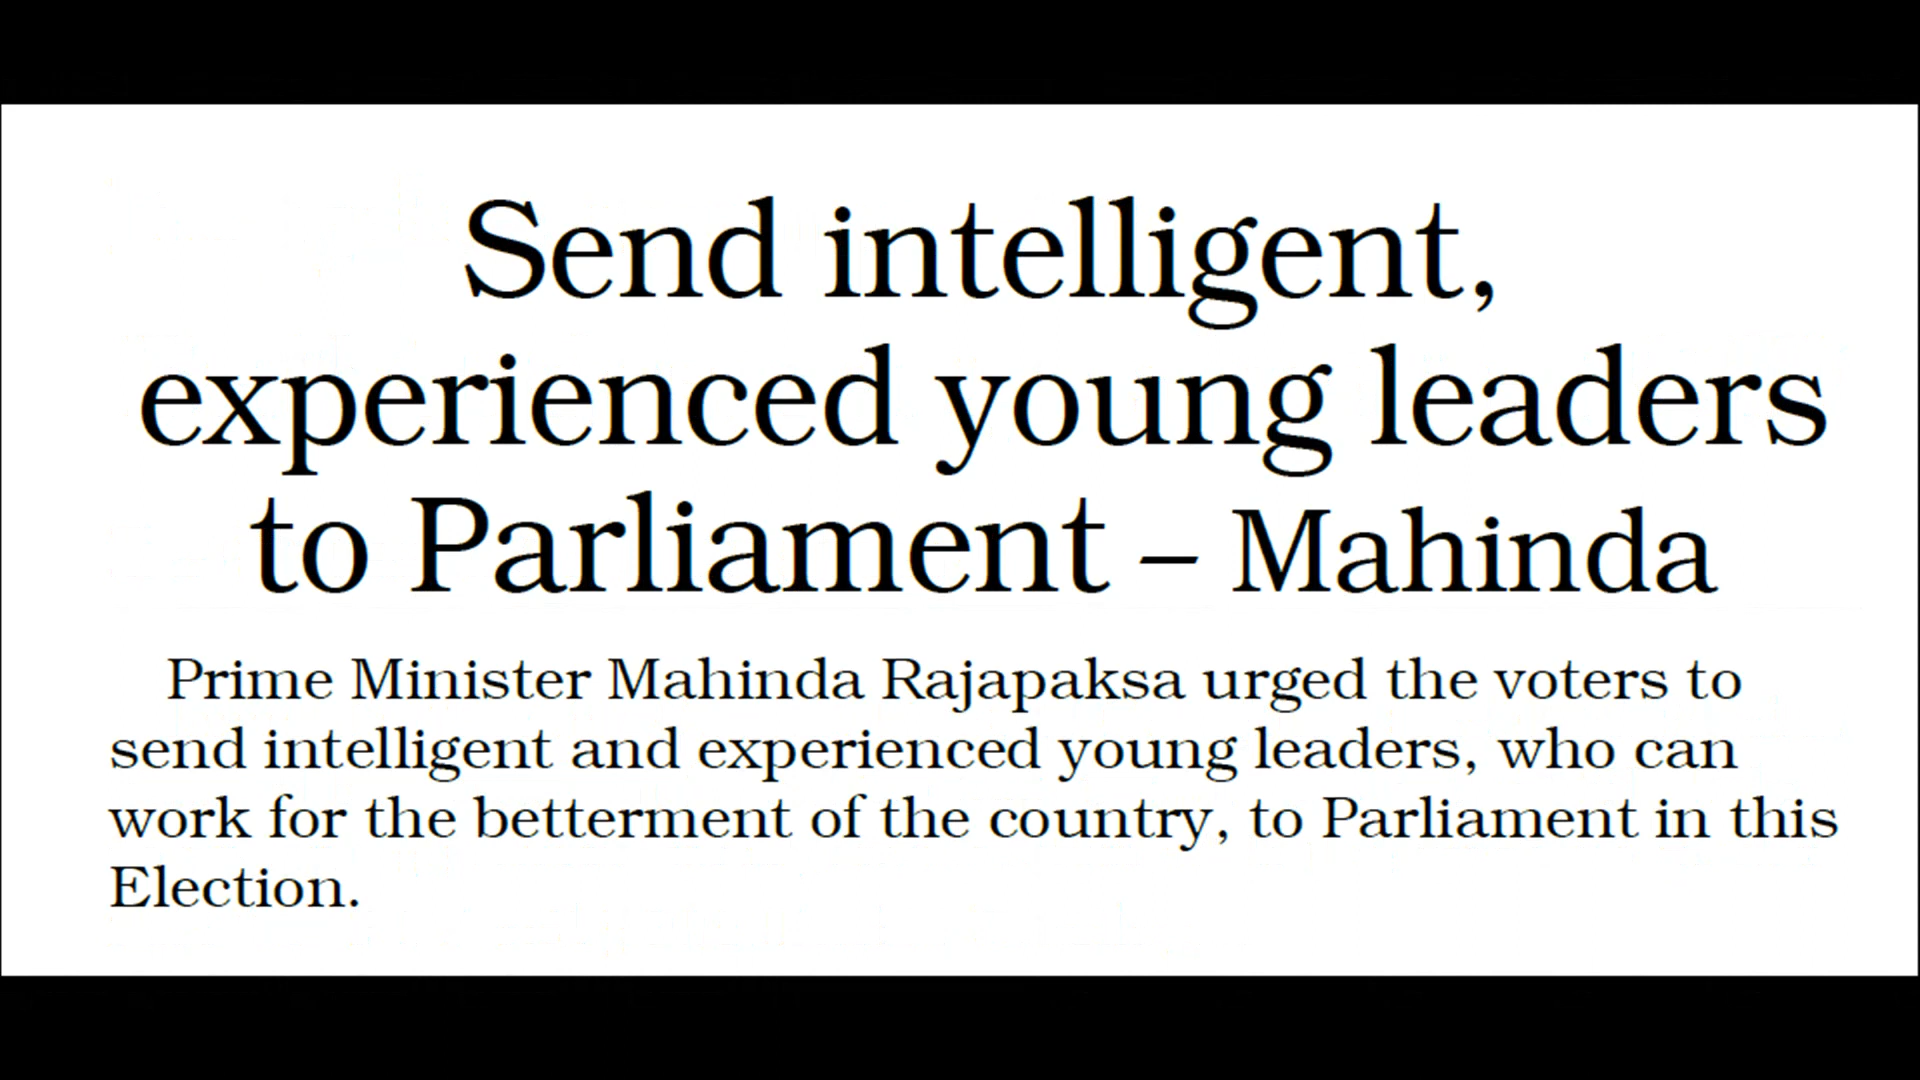 Send intelligent,
experienced young leaders
to Parliament – Mahinda
Prime Minister Mahinda Rajapaksa urged the voters to
send intelligent and experienced young leaders, who can
work for the betterment of the country, to Parliament in this
Election.